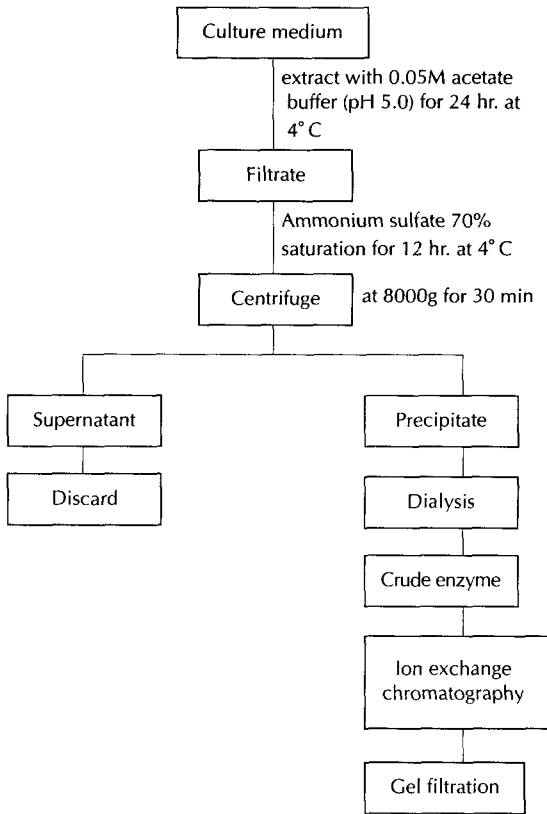 Culture medium
extract with 0.05M acetate
buffer (pH 5.0) for 24 hr. at
4°C
Filtrate
Ammonium sulfate 70%
saturation for 12 hr. at 4°C
Centrifuge
at 8000g for 30 min
Supernatant
Precipitate
Discard
Dialysis
Crude enzyme
Ion exchange
chromatography
Gel filtration